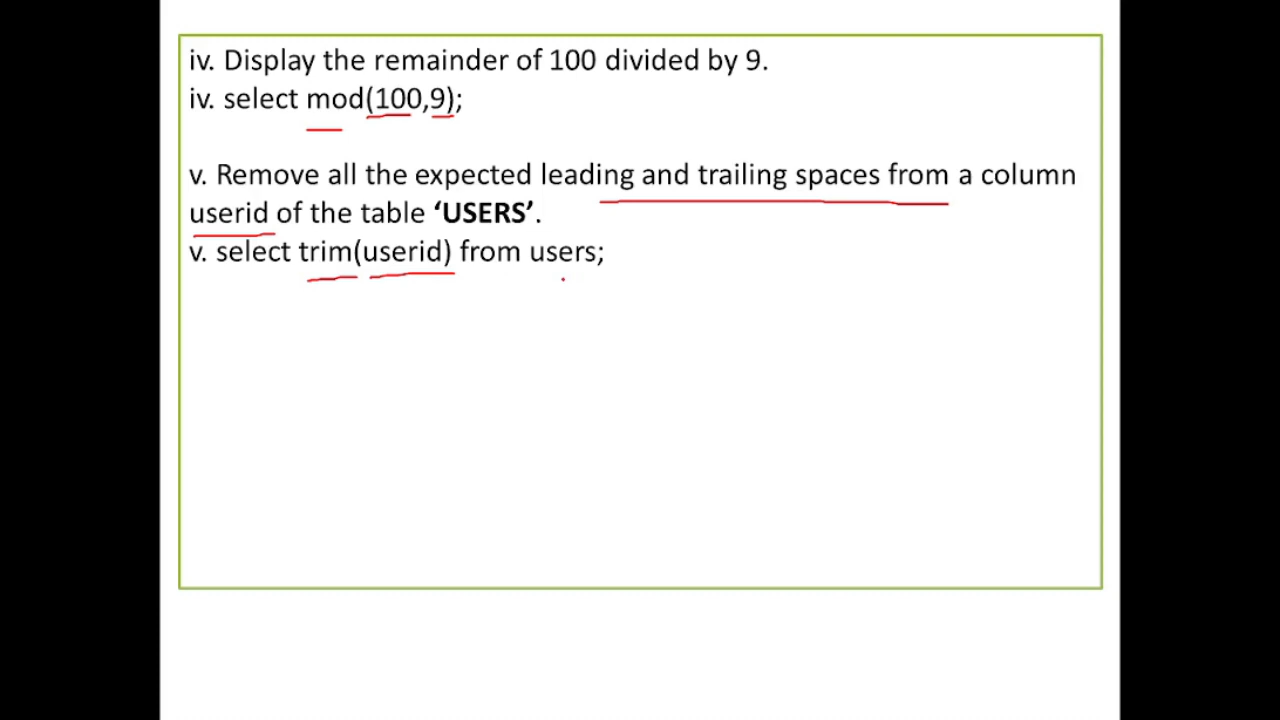 iv. Display the remainder of 100 divided by 9.
iv. select mod(100,9);
v. Remove all the expected leading and trailing spaces from a column
userid of the table ‘USERS’.
v. select trim(userid) from users;